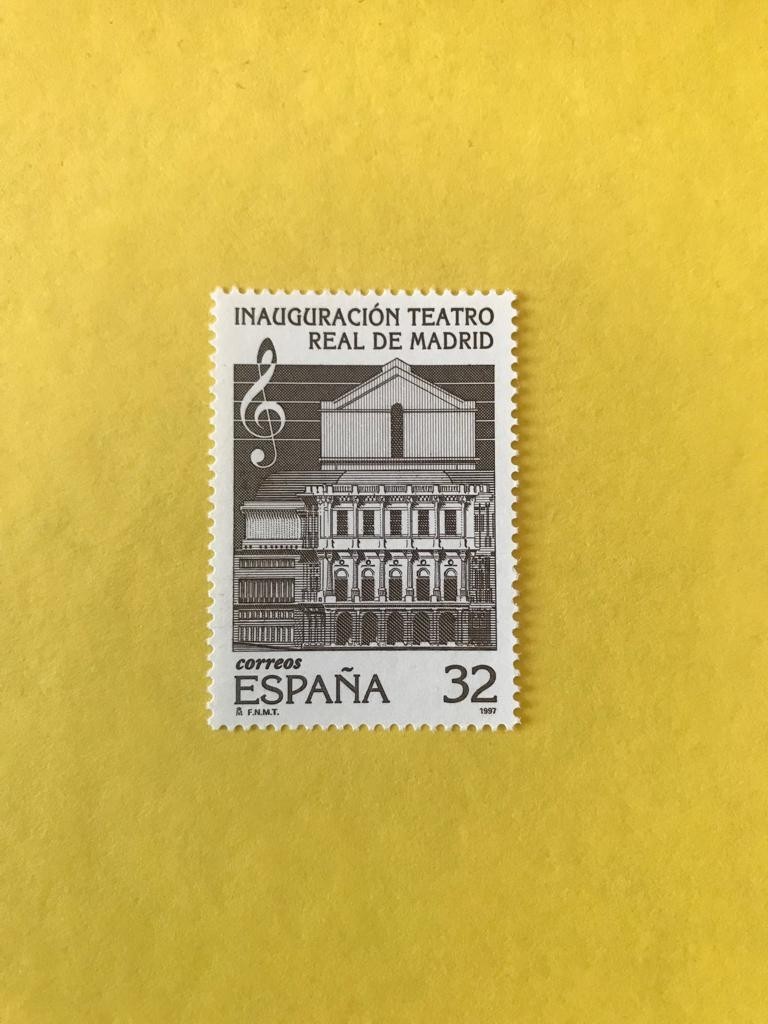 INAUGURACIÓN TEATRO
REAL DE MADRID
correos
ESPAÑA 32
F.N.M.T. 1997